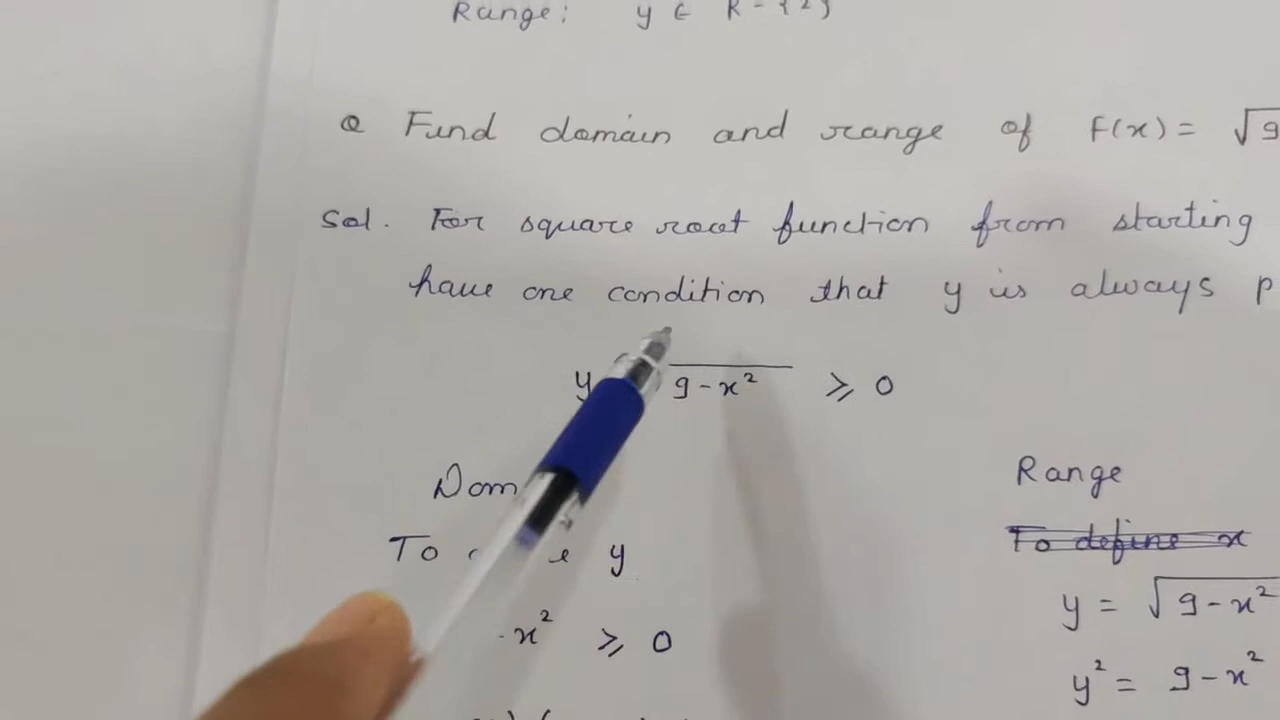 Range: y ∈ R - {2}
Q Fund domain and range of F(x) = √9
Sol. For square root function from starting
have one condition that y is always p
y √9-x² ≥ 0
Dom
To y
-x² ≥ 0
Range
To define x
y = √9-x²
y² = 9-x²